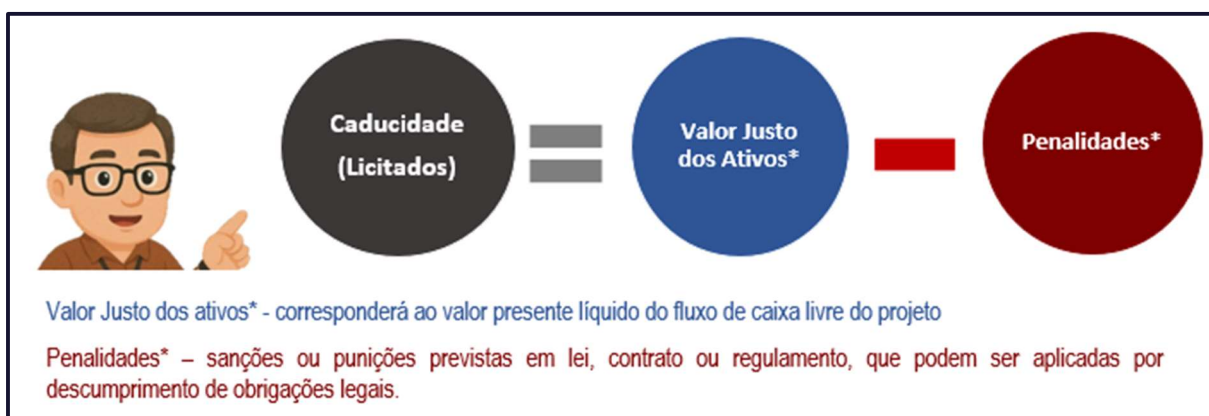 Caducidade
(Licitados)
Valor Justo
dos Ativos*
Penalidades*
Valor Justo dos ativos* - corresponderá ao valor presente líquido do fluxo de caixa livre do projeto
Penalidades* – sanções ou punições previstas em lei, contrato ou regulamento, que podem ser aplicadas por
descumprimento de obrigações legais.